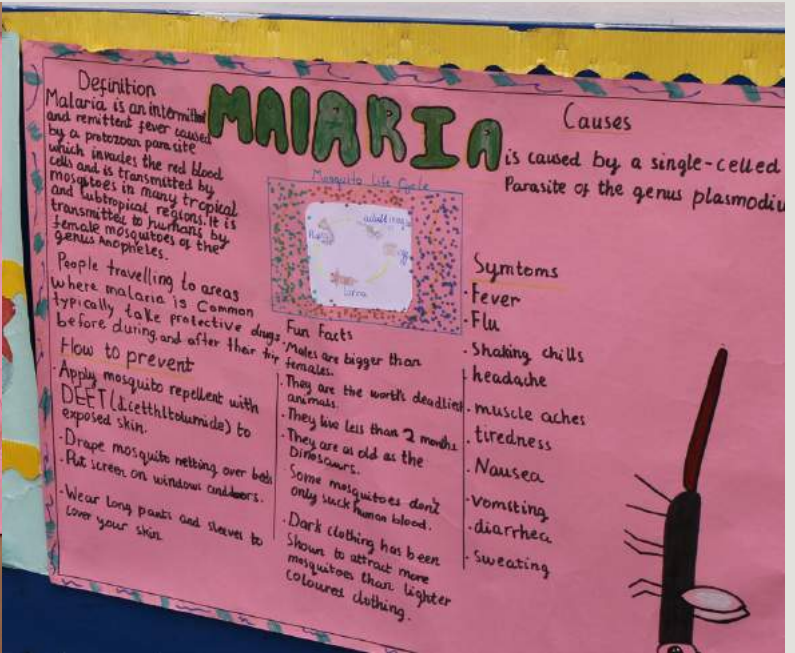 MAlARIA
Definition
Malaria is an intermittent
and remittent fever caused
by a protozoan parasite
which invades the red blood
cells and is transmitted by
mosqitoes in many tropical
and subtropical regions. It is
transmitted to humans by
female mosquitoes of the
genus Anopheles.
People travelling to areas
where malaria is Common
typically take protective drugs
before during and after their trip
How to prevent
· Apply mosquito repellent with
DEET to
exposed skin.
· Drape mosquito netting over beds
· Put screen on windows and doors.
· Wear Long pants and sleeves to
cover your skin.
Mosquito Life Cycle
adult
egg
larva
Pupa
Fun Facts
· Males are bigger than
females.
· They are the world's deadliest
animals.
· They live less than 2 months
· They are as old as the
Dinosaurs.
· Some mosquitoes don't
only suck human blood.
· Dark clothing has been
Shown to attract more
mosquitoes than lighter
coloured clothing.
Causes
is caused by a single-celled
Parasite of the genus plasmodiu
Symtoms
· Fever
· Flu
· Shaking chills
· headache
· muscle aches
· tiredness
· Nausea
· vomsting
· diarrhea
· Sweating